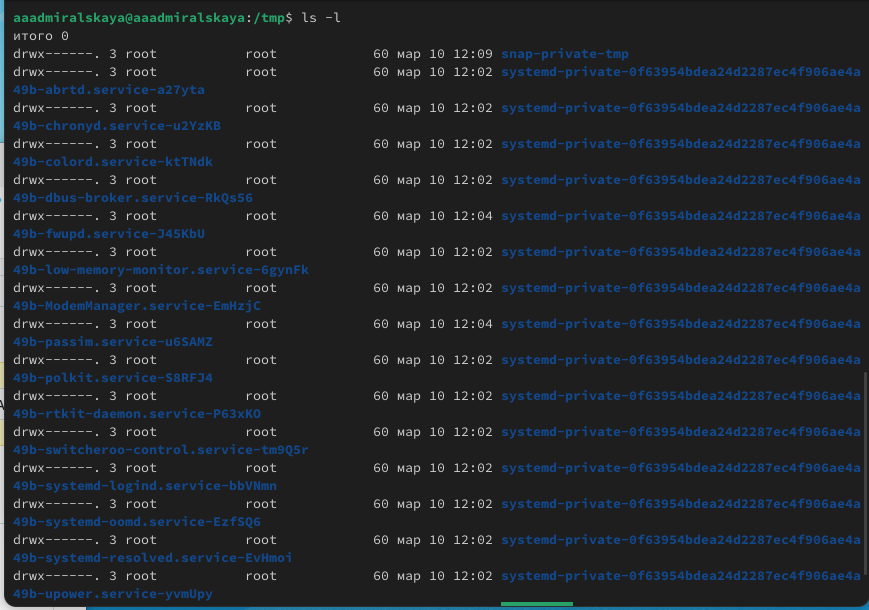 aaadmiralskaya@aaadmiralskaya:/tmp$ ls -l
итого 0
drwx------. 3 root           root            60 мар 10 12:09 snap-private-tmp
drwx------. 3 root           root            60 мар 10 12:02 systemd-private-0f63954bdea24d2287ec4f906ae4a
49b-abrtd.service-a27yta
drwx------. 3 root           root            60 мар 10 12:02 systemd-private-0f63954bdea24d2287ec4f906ae4a
49b-chronyd.service-u2YzKB
drwx------. 3 root           root            60 мар 10 12:02 systemd-private-0f63954bdea24d2287ec4f906ae4a
49b-colord.service-ktTNdk
drwx------. 3 root           root            60 мар 10 12:02 systemd-private-0f63954bdea24d2287ec4f906ae4a
49b-dbus-broker.service-RkQs5G
drwx------. 3 root           root            60 мар 10 12:04 systemd-private-0f63954bdea24d2287ec4f906ae4a
49b-fwupd.service-J45KbU
drwx------. 3 root           root            60 мар 10 12:02 systemd-private-0f63954bdea24d2287ec4f906ae4a
49b-low-memory-monitor.service-6gynFk
drwx------. 3 root           root            60 мар 10 12:02 systemd-private-0f63954bdea24d2287ec4f906ae4a
49b-ModemManager.service-EmHzjC
drwx------. 3 root           root            60 мар 10 12:04 systemd-private-0f63954bdea24d2287ec4f906ae4a
49b-passim.service-u6SAMZ
drwx------. 3 root           root            60 мар 10 12:02 systemd-private-0f63954bdea24d2287ec4f906ae4a
49b-polkit.service-S8RFJ4
drwx------. 3 root           root            60 мар 10 12:02 systemd-private-0f63954bdea24d2287ec4f906ae4a
49b-rtkit-daemon.service-P63xKO
drwx------. 3 root           root            60 мар 10 12:02 systemd-private-0f63954bdea24d2287ec4f906ae4a
49b-switcheroo-control.service-tm9Q5r
drwx------. 3 root           root            60 мар 10 12:02 systemd-private-0f63954bdea24d2287ec4f906ae4a
49b-systemd-logind.service-bbVNmn
drwx------. 3 root           root            60 мар 10 12:02 systemd-private-0f63954bdea24d2287ec4f906ae4a
49b-systemd-oomd.service-EzfSQ6
drwx------. 3 root           root            60 мар 10 12:02 systemd-private-0f63954bdea24d2287ec4f906ae4a
49b-systemd-resolved.service-EvHmoi
drwx------. 3 root           root            60 мар 10 12:02 systemd-private-0f63954bdea24d2287ec4f906ae4a
49b-upower.service-yvmUpy